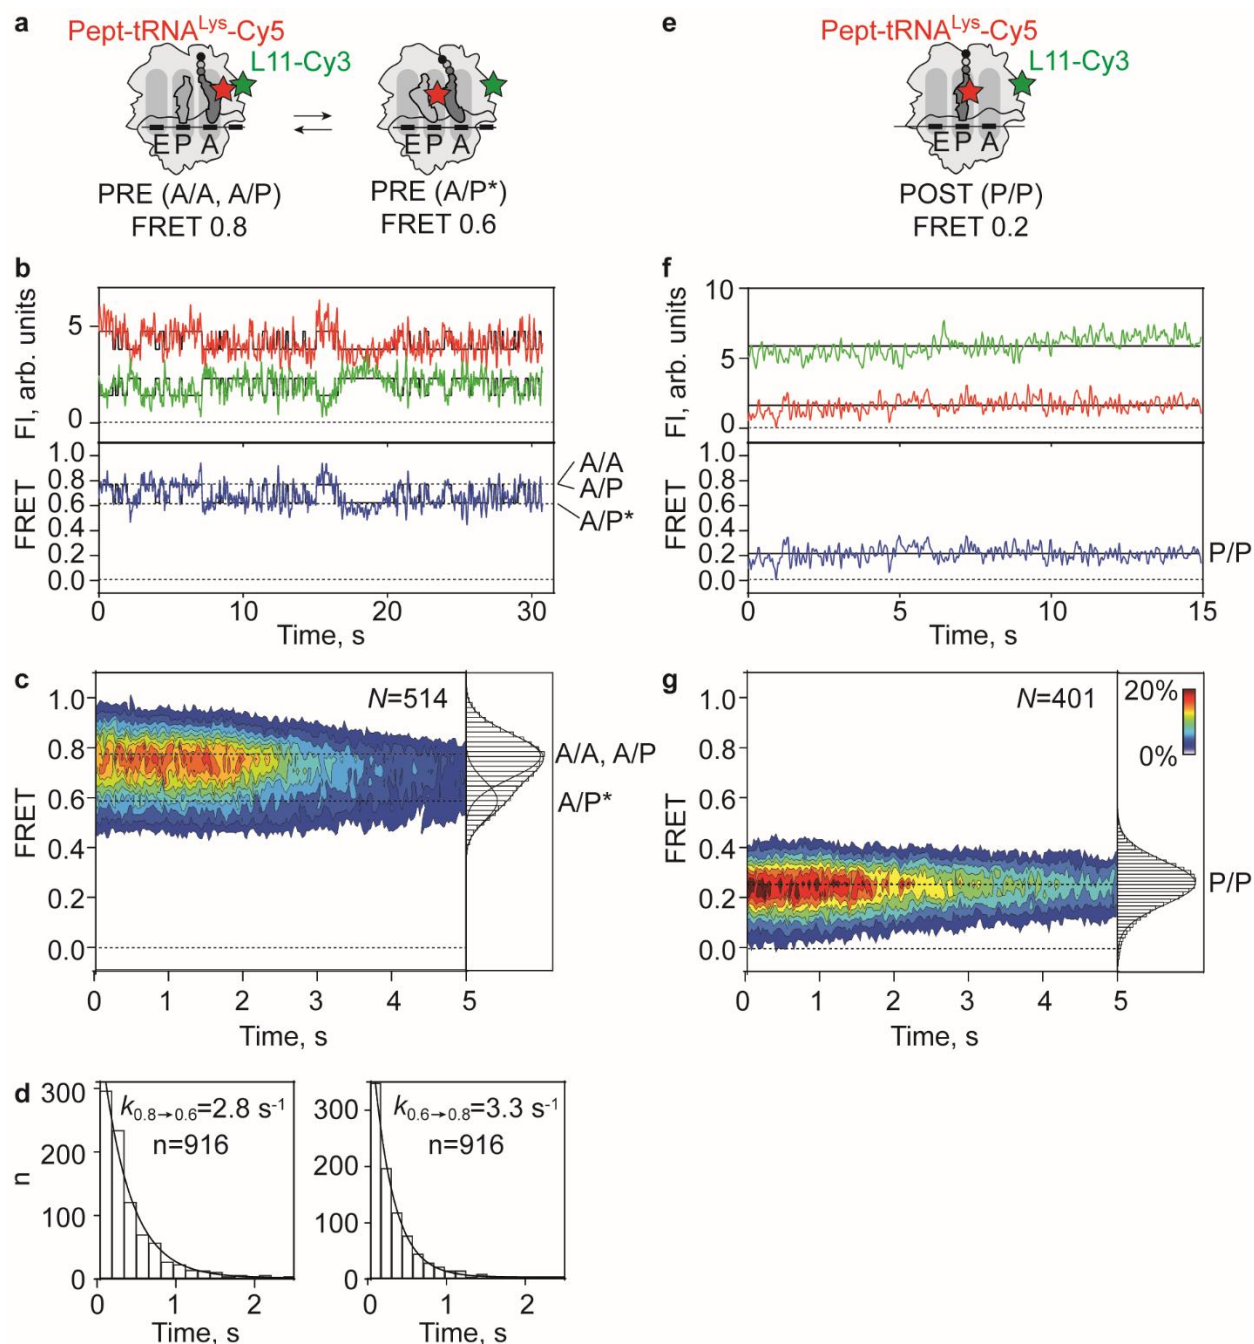 a
Pept-tRNA^Lys-Cy5
L11-Cy3
E P A
PRE (A/A, A/P)
FRET 0.8
E P A
PRE (A/P*)
FRET 0.6
e
Pept-tRNA^Lys-Cy5
L11-Cy3
E P A
POST (P/P)
FRET 0.2
b
FI, arb. units
5
0
FRET
1.0
0.8
0.6
0.4
0.2
0.0
A/A
A/P
A/P*
0 10 20 30
Time, s
f
FI, arb. units
10
5
0
FRET
1.0
0.8
0.6
0.4
0.2
0.0
P/P
0 5 10 15
Time, s
c
N=514
FRET
1.0
0.8
0.6
0.4
0.2
0.0
A/A, A/P
A/P*
0 1 2 3 4 5
Time, s
g
N=401
20%
0%
FRET
1.0
0.8
0.6
0.4
0.2
0.0
P/P
0 1 2 3 4 5
Time, s
d
n
300
200
100
0
k0.8→0.6=2.8 s-1
n=916
0 1 2
Time, s
300
200
100
0
k0.6→0.8=3.3 s-1
n=916
0 1 2
Time, s